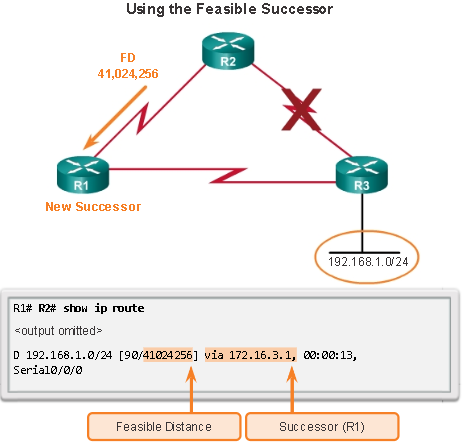 Using the Feasible Successor
FD
41,024,256
R2
R1
R3
New Successor
192.168.1.0/24
R1# R2# show ip route
<output omitted>
D 192.168.1.0/24 [90/41024256] via 172.16.3.1, 00:00:13,
Serial0/0/0
Feasible Distance
Successor (R1)